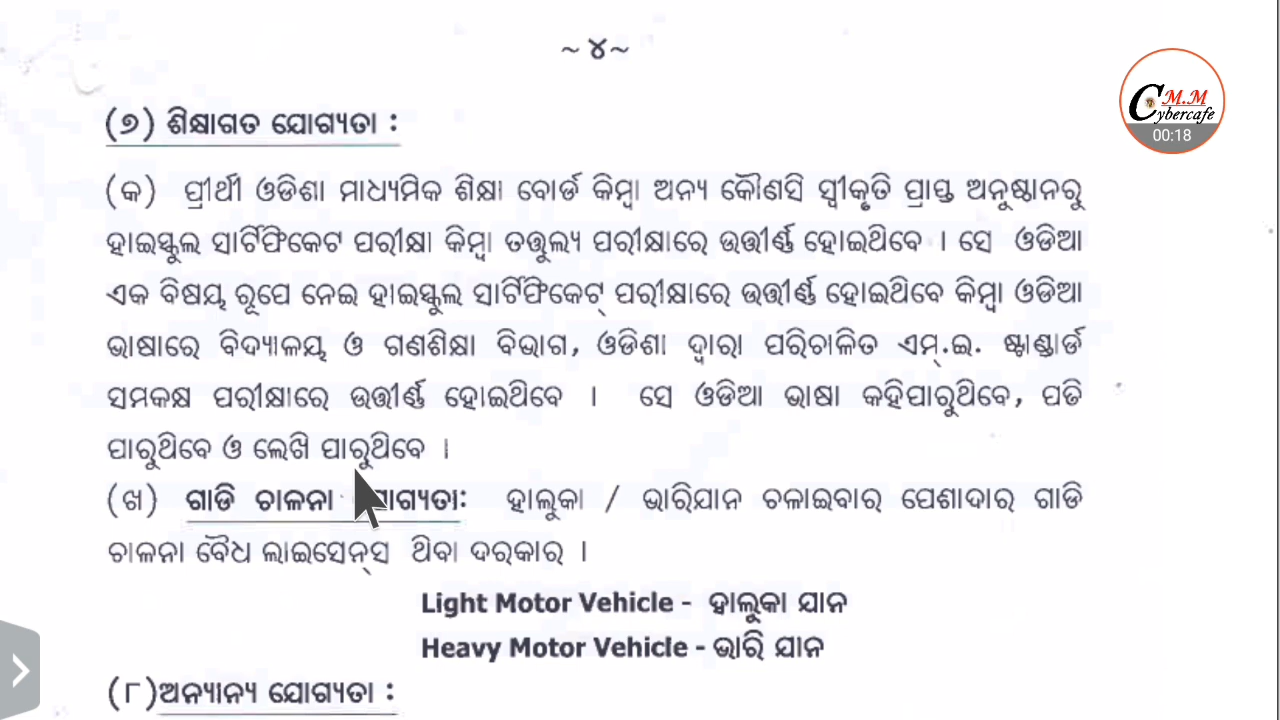 ~ ୪ ~
(୭) ଶିକ୍ଷାଗତ ଯୋଗ୍ୟତା :
(କ) ପ୍ରାର୍ଥୀ ଓଡିଶା ମାଧ୍ୟମିକ ଶିକ୍ଷା ବୋର୍ଡ କିମ୍ବା ଅନ୍ୟ କୌଣସି ସ୍ୱୀକୃତି ପ୍ରାପ୍ତ ଅନୁଷ୍ଠାନରୁ
ହାଇସ୍କୁଲ ସାର୍ଟିଫିକେଟ ପରୀକ୍ଷା କିମ୍ବା ତତ୍ତୁଲ୍ୟ ପରୀକ୍ଷାରେ ଉତ୍ତୀର୍ଣ୍ଣ ହୋଇଥିବେ । ସେ ଓଡିଆ
ଏକ ବିଷୟ ରୂପେ ନେଇ ହାଇସ୍କୁଲ ସାର୍ଟିଫିକେଟ୍ ପରୀକ୍ଷାରେ ଉତ୍ତୀର୍ଣ୍ଣ ହୋଇଥିବେ କିମ୍ବା ଓଡିଆ
ଭାଷାରେ ବିଦ୍ୟାଳୟ ଓ ଗଣଶିକ୍ଷା ବିଭାଗ, ଓଡିଶା ଦ୍ୱାରା ପରିଚାଳିତ ଏମ୍.ଇ. ଷ୍ଟାଣ୍ଡାର୍ଡ
ସମକକ୍ଷ ପରୀକ୍ଷାରେ ଉତ୍ତୀର୍ଣ୍ଣ ହୋଇଥିବେ । ସେ ଓଡିଆ ଭାଷା କହିପାରୁଥିବେ, ପଢି
ପାରୁଥିବେ ଓ ଲେଖି ପାରୁଥିବେ ।
(ଖ) ଗାଡି ଚାଳନା ଯୋଗ୍ୟତା: ହାଲୁକା / ଭାରିଯାନ ଚଳାଇବାର ପେଶାଦାର ଗାଡି
ଚାଳନା ବୈଧ ଲାଇସେନ୍ସ ଥିବା ଦରକାର ।
Light Motor Vehicle - ହାଲୁକା ଯାନ
Heavy Motor Vehicle - ଭାରି ଯାନ
(୮)ଅନ୍ୟାନ୍ୟ ଯୋଗ୍ୟତା :
M.M
Cybercafe
00:18